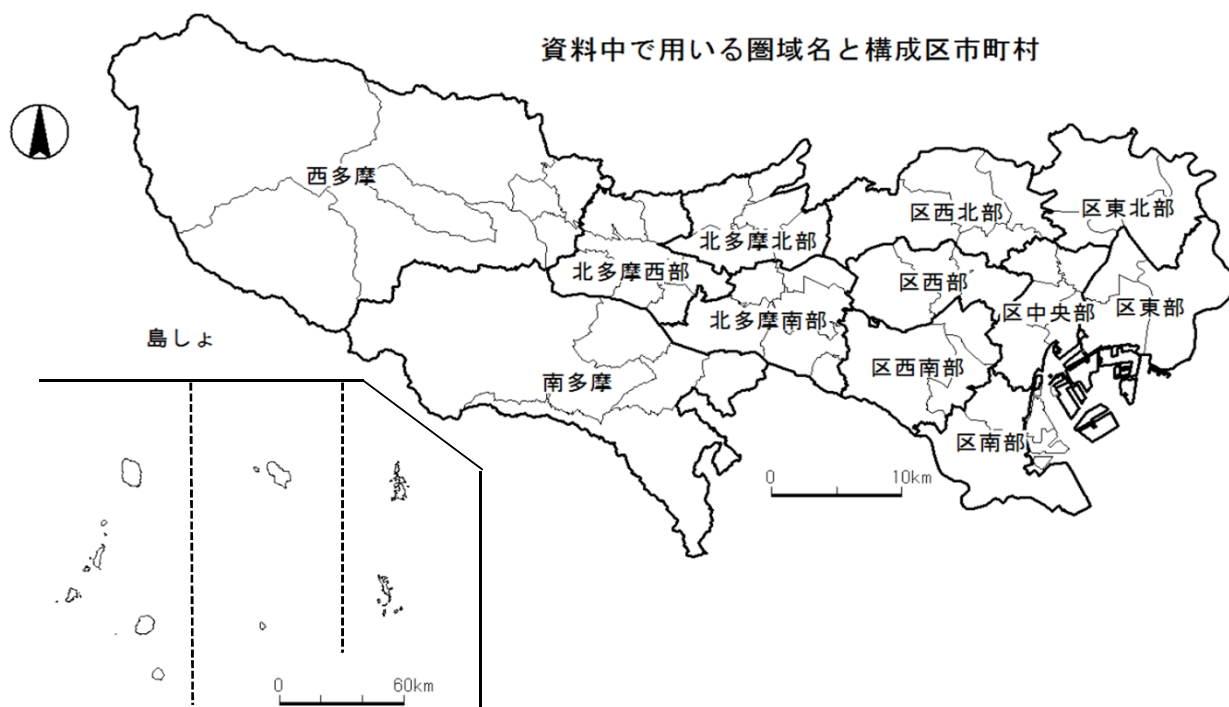 資料中で用いる圏域名と構成区市町村
西多摩
区西北部
区東北部
北多摩北部
北多摩西部
区西部
区中央部
区東部
北多摩南部
島しょ
区西南部
南多摩
区南部
0 10km
0 60km